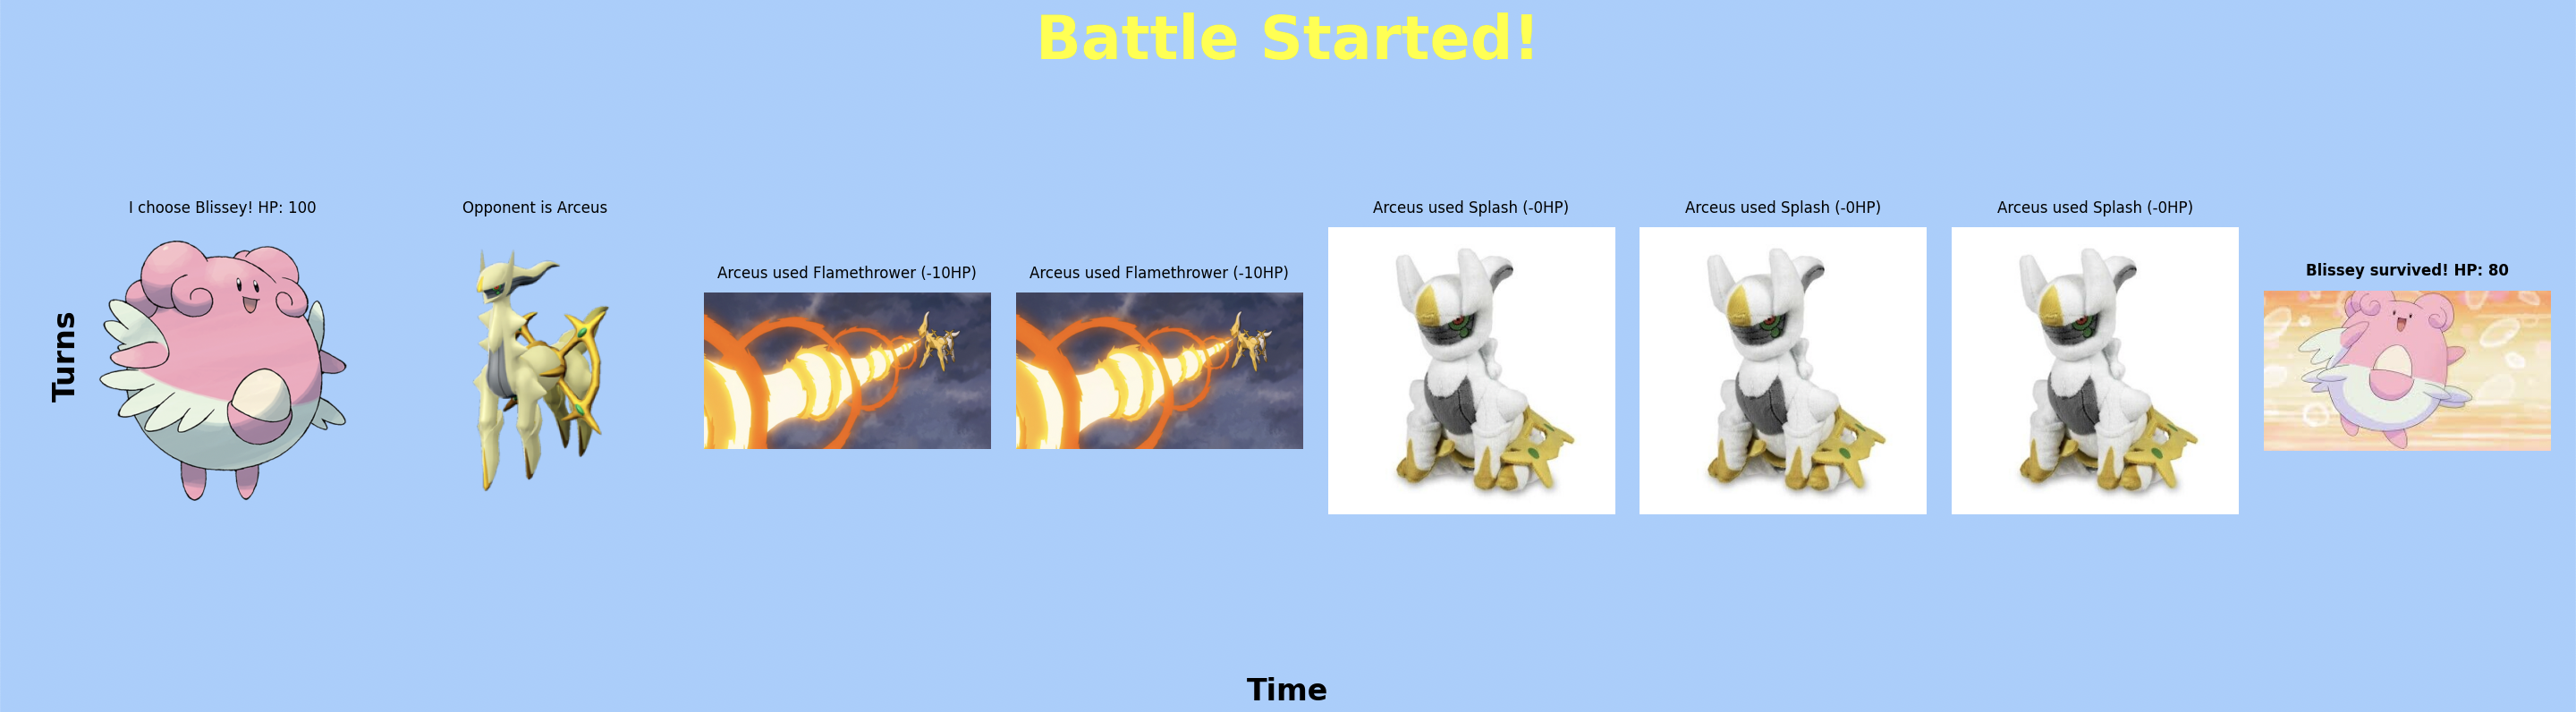 Battle Started!
Turns
I choose Blissey! HP: 100
Opponent is Arceus
Arceus used Flamethrower (-10HP)
Arceus used Flamethrower (-10HP)
Arceus used Splash (-0HP)
Arceus used Splash (-0HP)
Arceus used Splash (-0HP)
Blissey survived! HP: 80
Time